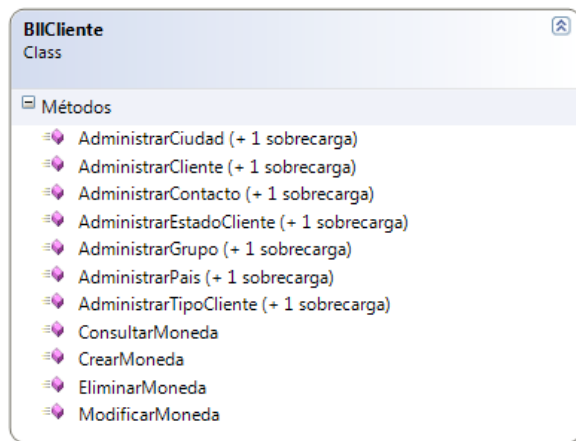 BllCliente
Class
Métodos
AdministrarCiudad (+ 1 sobrecarga)
AdministrarCliente (+ 1 sobrecarga)
AdministrarContacto (+ 1 sobrecarga)
AdministrarEstadoCliente (+ 1 sobrecarga)
AdministrarGrupo (+ 1 sobrecarga)
AdministrarPais (+ 1 sobrecarga)
AdministrarTipoCliente (+ 1 sobrecarga)
ConsultarMoneda
CrearMoneda
EliminarMoneda
ModificarMoneda